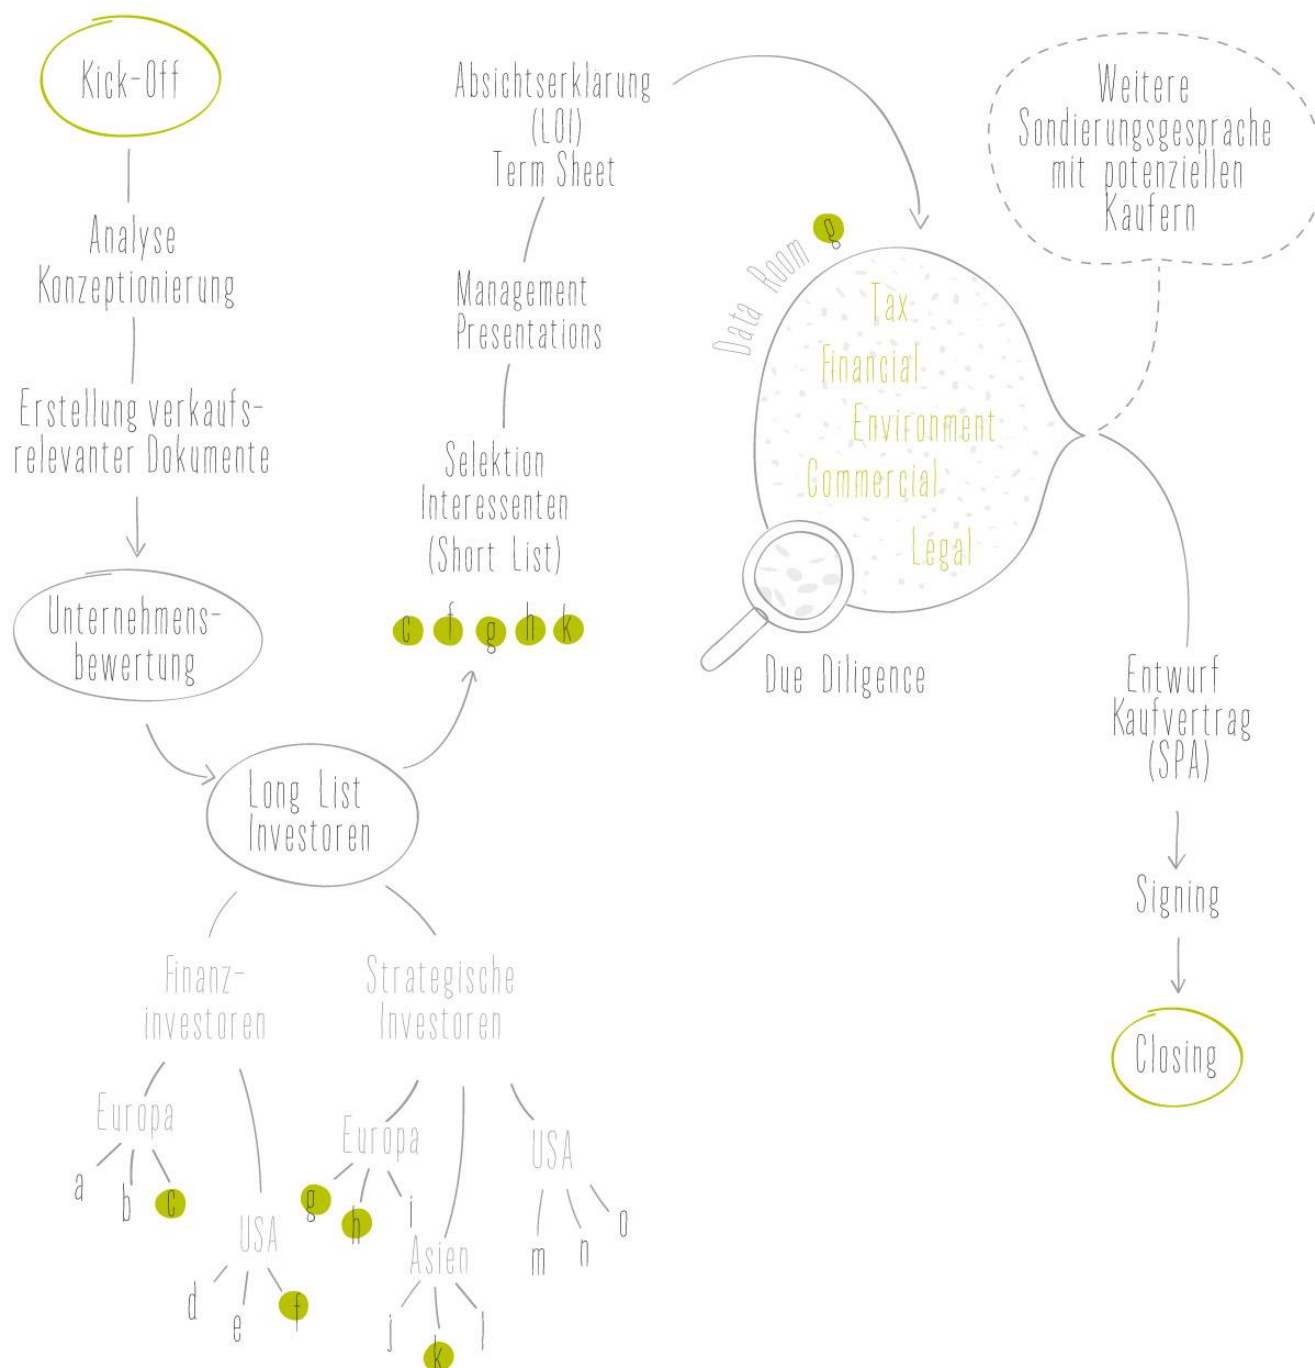 Kick-Off
Analyse
Konzeptionierung
Erstellung verkaufs-
relevanter Dokumente
Unternehmens-
bewertung
Long List
Investoren
Finanz-
investoren
Europa
a
b
c
USA
d
e
f
Strategische
Investoren
Europa
g
h
i
Asien
j
k
l
USA
m
n
o
Selektion
Interessenten
(Short List)
c f g h k
Management
Presentations
Absichtserklärung
(LOI)
Term Sheet
Data Room g
Tax
Financial
Environment
Commercial
Legal
Due Diligence
Weitere
Sondierungsgespräche
mit potenziellen
Käufern
Entwurf
Kaufvertrag
(SPA)
Signing
Closing